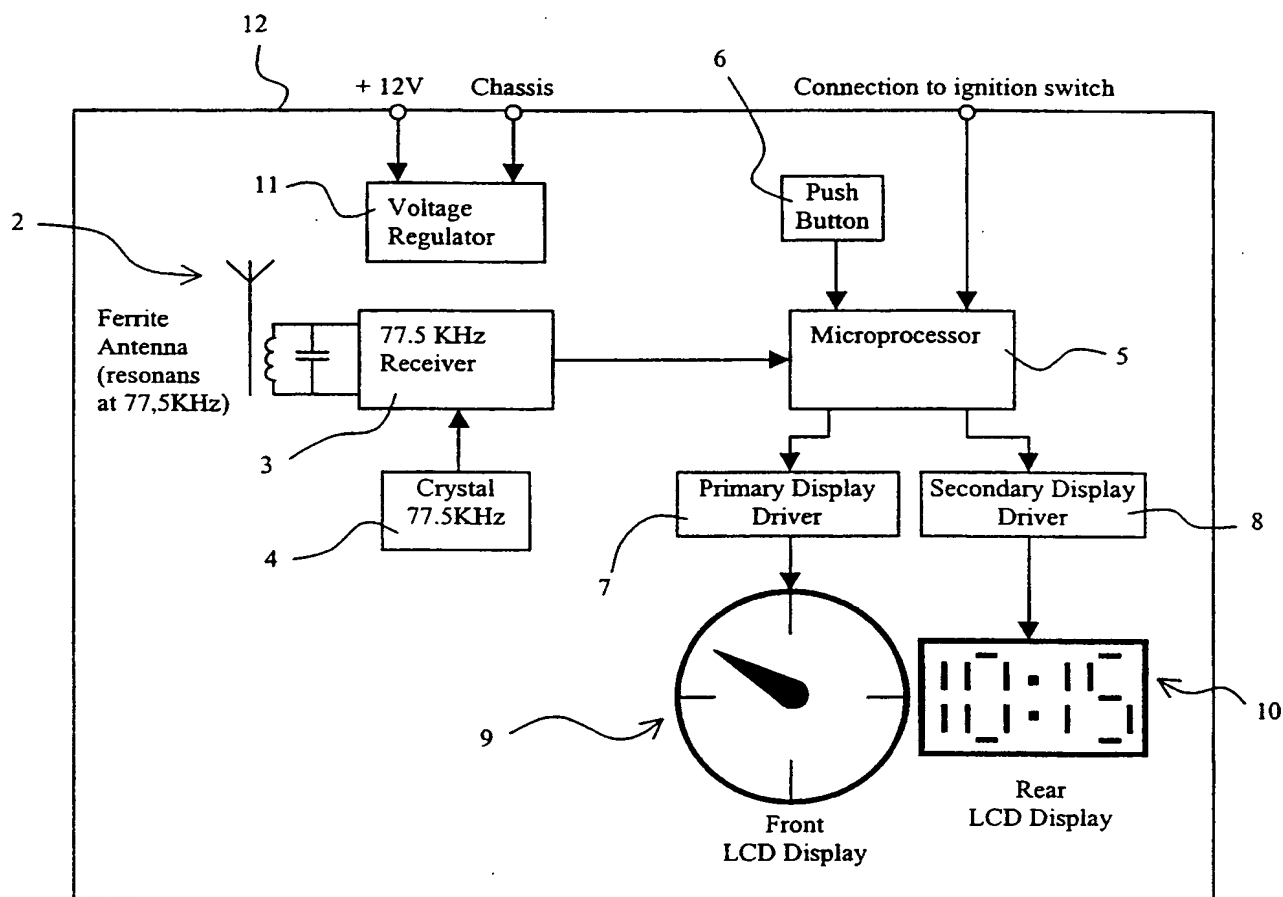 12
+ 12V
Chassis
6
Connection to ignition switch
11
Voltage
Regulator
Push
Button
2
Ferrite
Antenna
(resonans
at 77,5KHz)
77.5 KHz
Receiver
Microprocessor
5
3
Crystal
77.5KHz
4
Primary Display
Driver
Secondary Display
Driver
8
7
10:15
9
10
Front
LCD Display
Rear
LCD Display